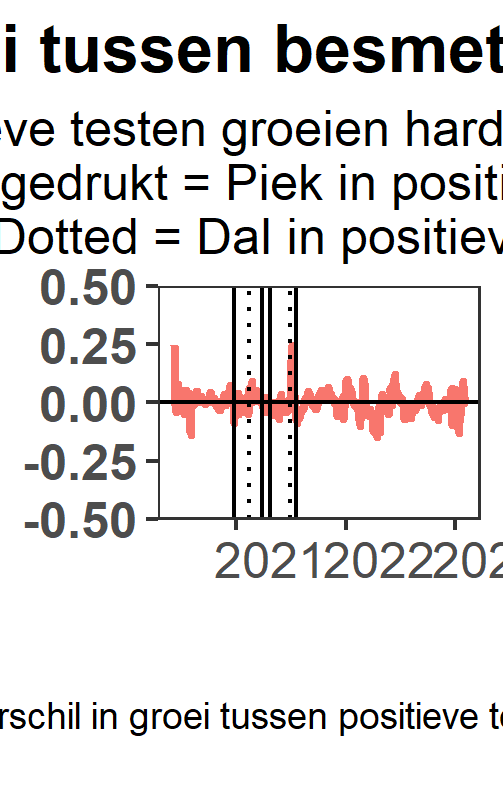 i tussen besmet
eve testen groeien hard
gedrukt = Piek in positi
Dotted = Dal in positiev
0.50
0.25
0.00
-0.25
-0.50
2021 2022 202
rschil in groei tussen positieve t